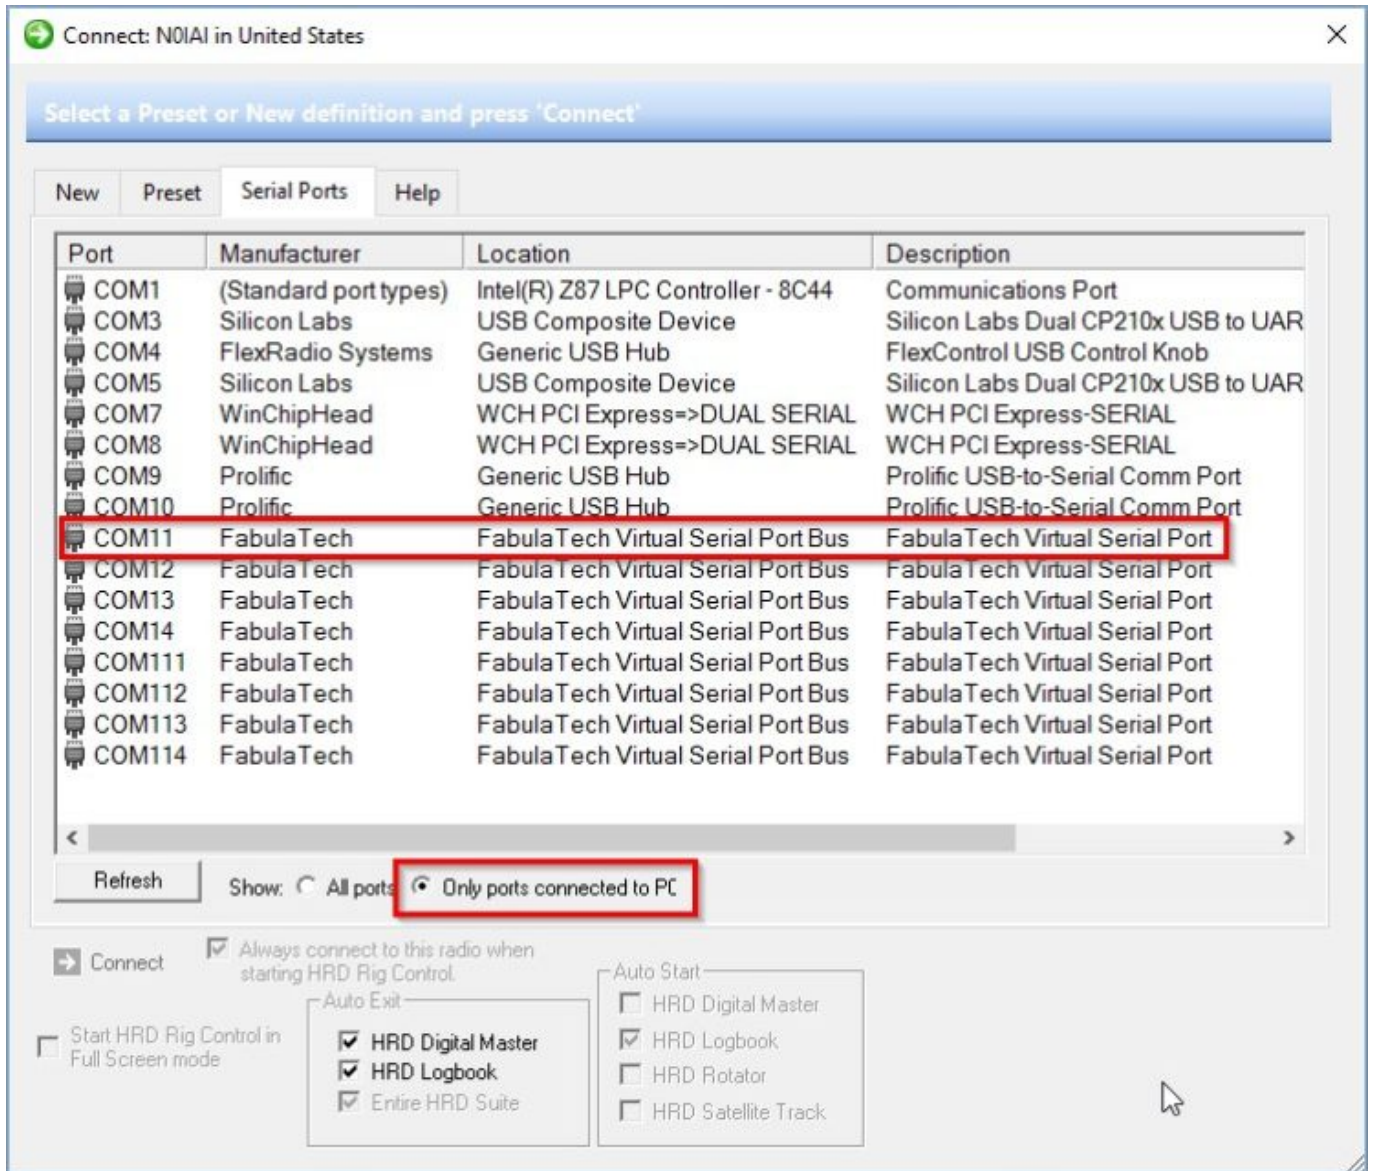 Connect: N0IAI in United States
Select a Preset or New definition and press 'Connect'
New Preset Serial Ports Help
Port Manufacturer Location Description
COM1 (Standard port types) Intel(R) Z87 LPC Controller - 8C44 Communications Port
COM3 Silicon Labs USB Composite Device Silicon Labs Dual CP210x USB to UAR
COM4 FlexRadio Systems Generic USB Hub FlexControl USB Control Knob
COM5 Silicon Labs USB Composite Device Silicon Labs Dual CP210x USB to UAR
COM7 WinChipHead WCH PCI Express=>DUAL SERIAL WCH PCI Express-SERIAL
COM8 WinChipHead WCH PCI Express=>DUAL SERIAL WCH PCI Express-SERIAL
COM9 Prolific Generic USB Hub Prolific USB-to-Serial Comm Port
COM10 Prolific Generic USB Hub Prolific USB-to-Serial Comm Port
COM11 FabulaTech FabulaTech Virtual Serial Port Bus FabulaTech Virtual Serial Port
COM12 FabulaTech FabulaTech Virtual Serial Port Bus FabulaTech Virtual Serial Port
COM13 FabulaTech FabulaTech Virtual Serial Port Bus FabulaTech Virtual Serial Port
COM14 FabulaTech FabulaTech Virtual Serial Port Bus FabulaTech Virtual Serial Port
COM111 FabulaTech FabulaTech Virtual Serial Port Bus FabulaTech Virtual Serial Port
COM112 FabulaTech FabulaTech Virtual Serial Port Bus FabulaTech Virtual Serial Port
COM113 FabulaTech FabulaTech Virtual Serial Port Bus FabulaTech Virtual Serial Port
COM114 FabulaTech FabulaTech Virtual Serial Port Bus FabulaTech Virtual Serial Port
Refresh Show: All ports Only ports connected to PC
Connect
Always connect to this radio when
starting HRD Rig Control.
Start HRD Rig Control in
Full Screen mode
Auto Exit
HRD Digital Master
HRD Logbook
Entire HRD Suite
Auto Start
HRD Digital Master
HRD Logbook
HRD Rotator
HRD Satellite Track